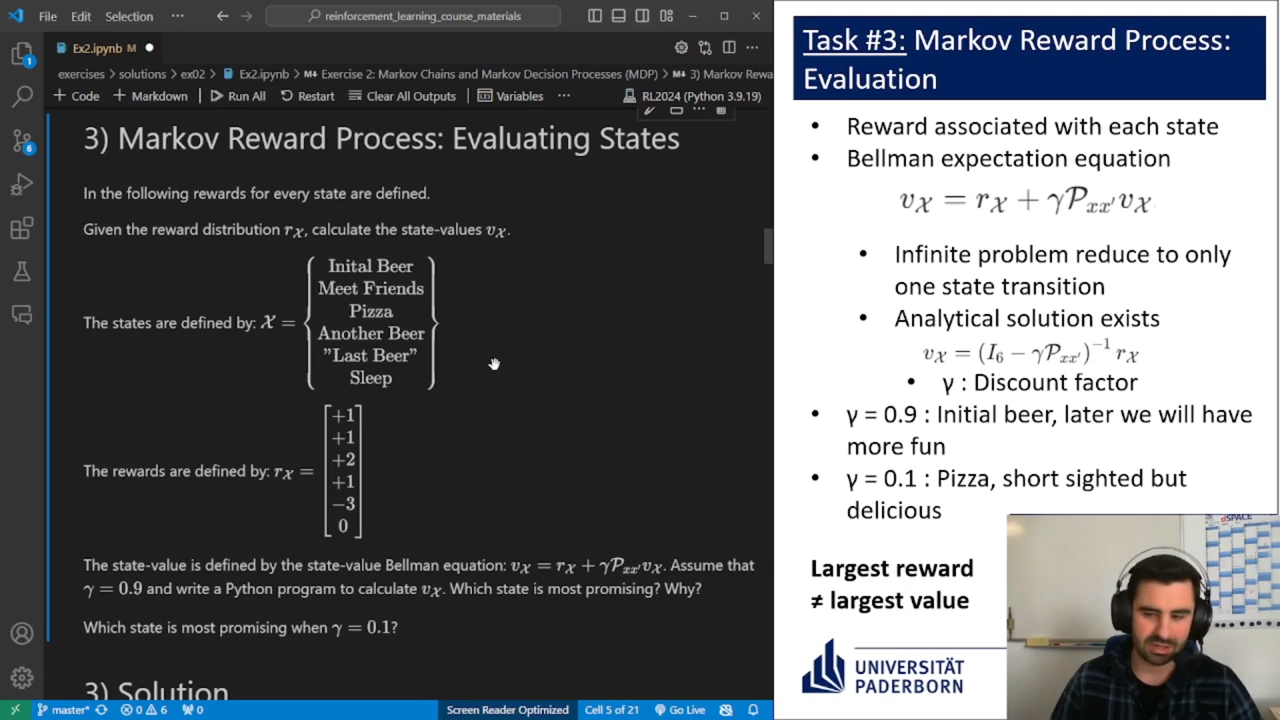 File Edit Selection ··· reinforcement_learning_course_materials
Ex2.ipynb M
exercises > solutions > ex02 > Ex2.ipynb > M↓ Exercise 2: Markov Chains and Markov Decision Processes (MDP) > M↓ 3) Markov Rewa
+ Code + Markdown Run All Restart Clear All Outputs Variables ··· RL2024 (Python 3.9.19)
1
6
3) Markov Reward Process: Evaluating States
In the following rewards for every state are defined.
Given the reward distribution r𝒳, calculate the state-values v𝒳.
Inital Beer
Meet Friends
Pizza
The states are defined by: 𝒳 =
Another Beer
"Last Beer"
Sleep
+1
+1
+2
The rewards are defined by: r𝒳 =
+1
−3
0
The state-value is defined by the state-value Bellman equation: v𝒳 = r𝒳 + γ𝒫xx′v𝒳. Assume that
γ = 0.9 and write a Python program to calculate v𝒳. Which state is most promising? Why?
Which state is most promising when γ = 0.1?
3) Solution
master* 0 6 0 Screen Reader Optimized Cell 5 of 21 Go Live
Task #3: Markov Reward Process:
Evaluation
• Reward associated with each state
• Bellman expectation equation
v𝒳 = r𝒳 + γ𝒫xx′v𝒳
• Infinite problem reduce to only
one state transition
• Analytical solution exists
v𝒳 = (I6 − γ𝒫xx′)−1 r𝒳
• γ : Discount factor
• γ = 0.9 : Initial beer, later we will have
more fun
• γ = 0.1 : Pizza, short sighted but
delicious
dSPACE
Largest reward
≠ largest value
UNIVERSITÄT
PADERBORN